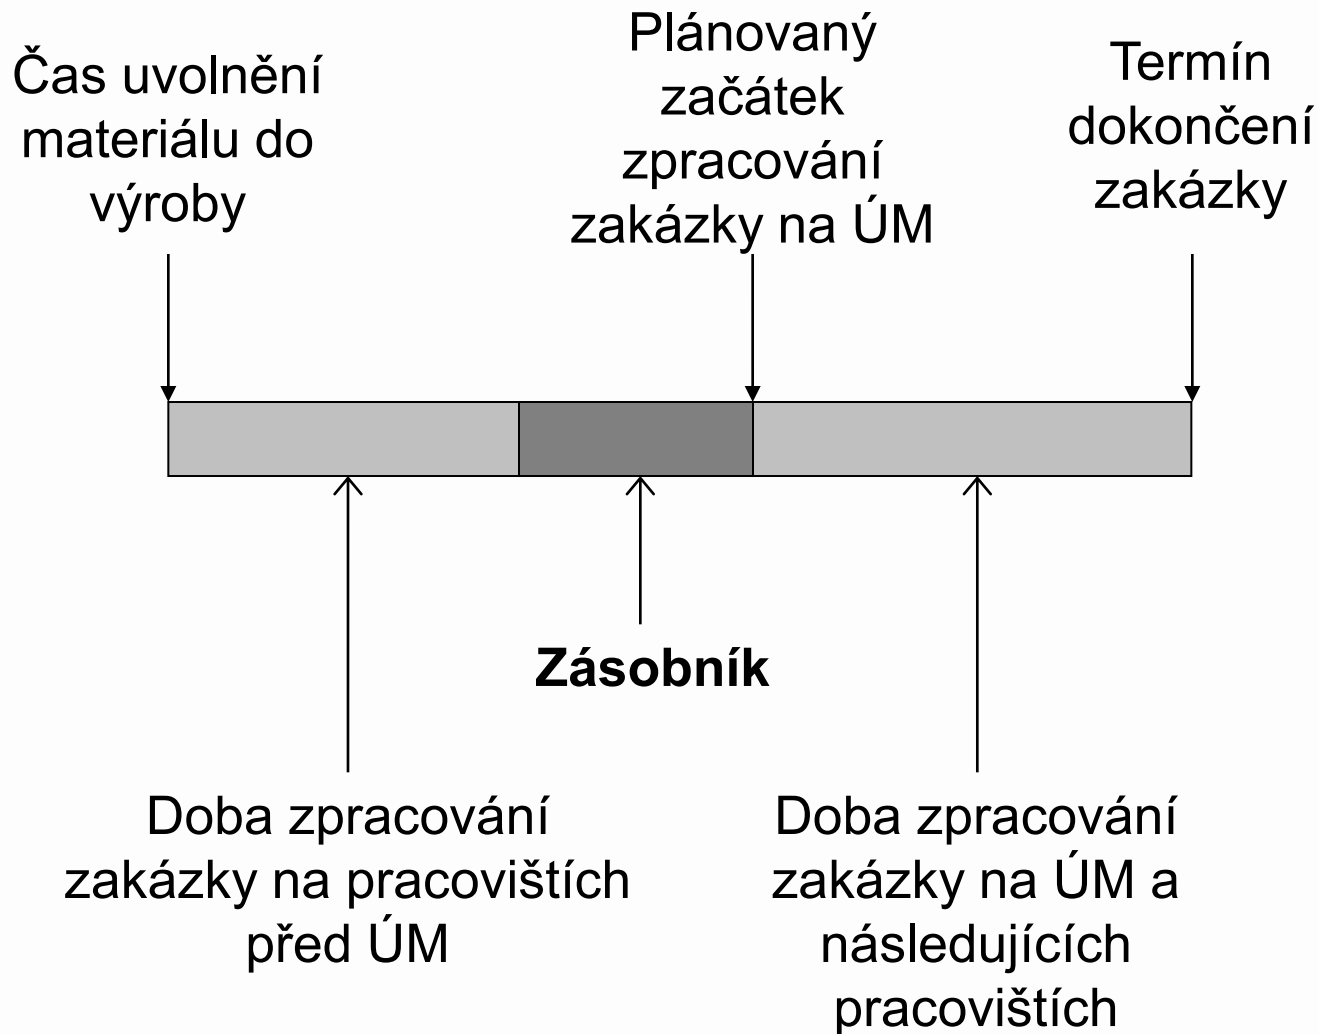 Čas uvolnění
materiálu do
výroby
Plánovaný
začátek
zpracování
zakázky na ÚM
Termín
dokončení
zakázky
Zásobník
Doba zpracování
zakázky na pracovištích
před ÚM
Doba zpracování
zakázky na ÚM a
následujících
pracovištích